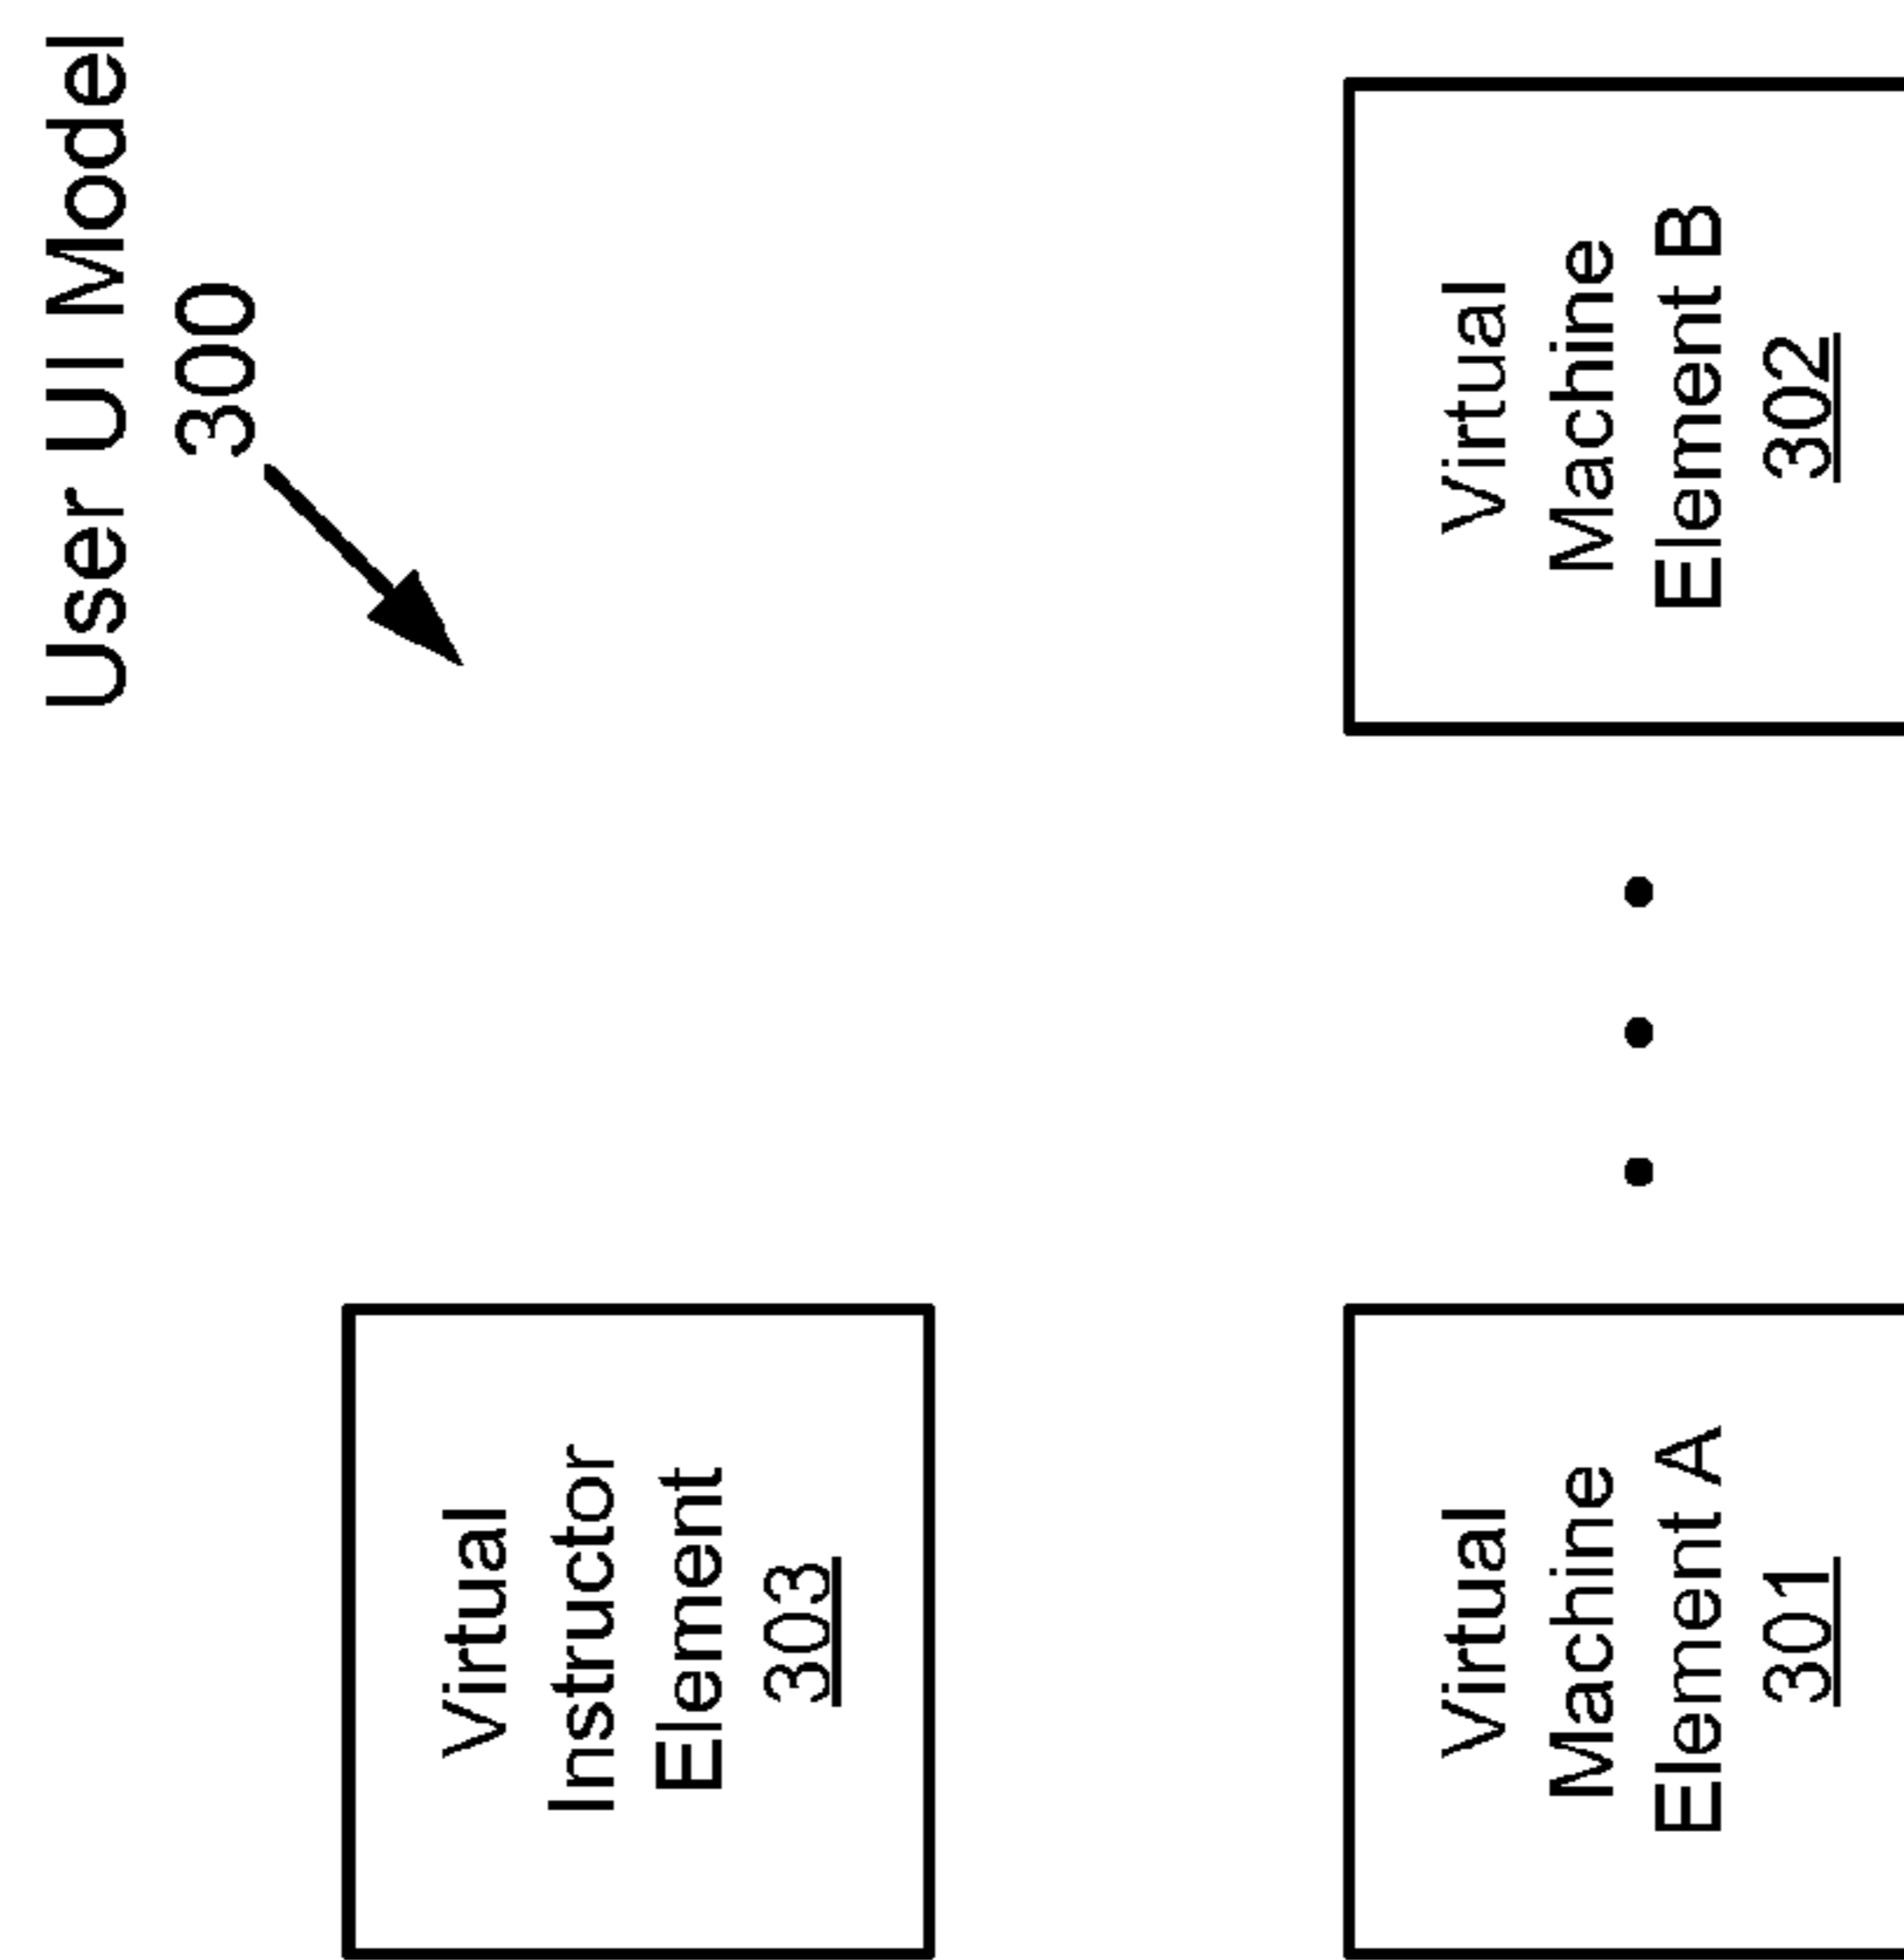 User UI Model
300
Virtual
Instructor
Element
303
Virtual
Machine
Element A
301
Virtual
Machine
Element B
302